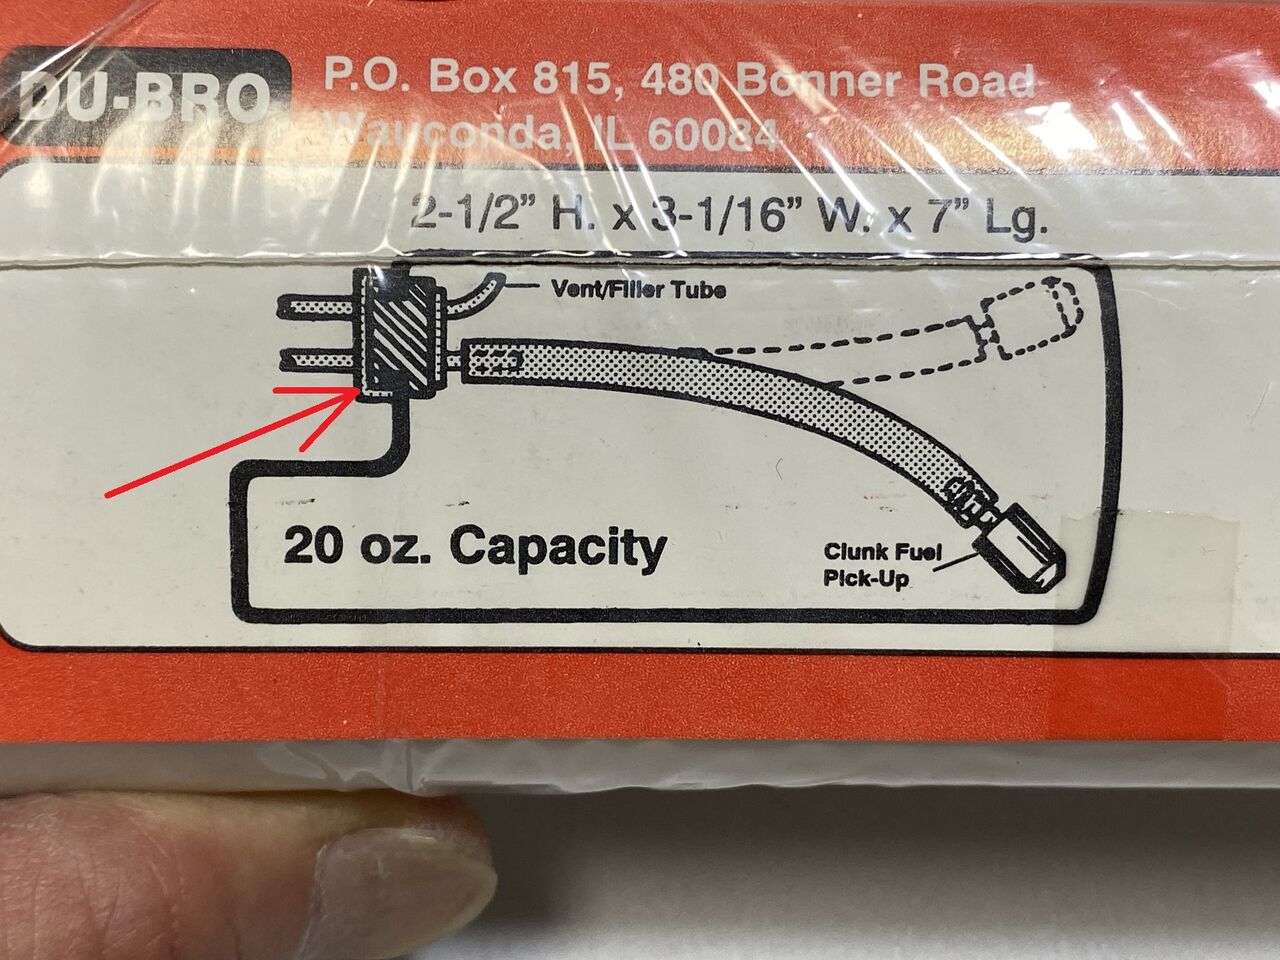 DU-BRO
P.O. Box 815, 480 Bonner Road
Wauconda, IL 60084
2-1/2" H. x 3-1/16" W. x 7" Lg.
Vent/Filler Tube
20 oz. Capacity
Clunk Fuel
Pick-Up